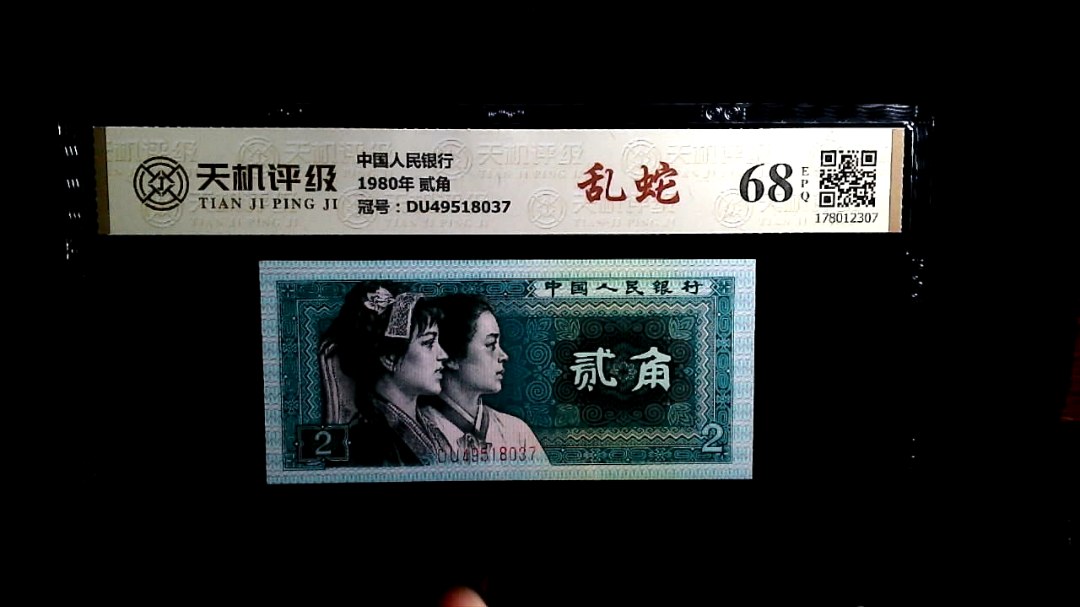 天机评级
TIAN JI PING JI
中国人民银行
1980年 贰角
冠号：DU49518037
乱蛇
68
EPQ
178012307
中国人民银行
贰角
2
2
DU49518037